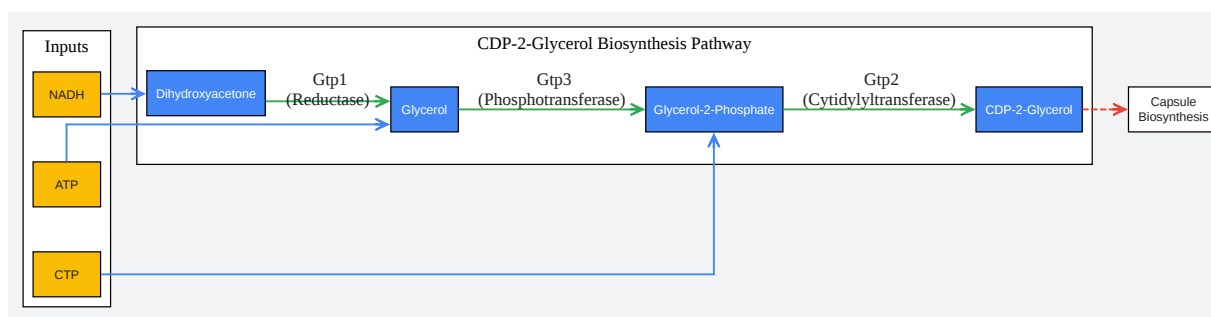 Inputs
CDP-2-Glycerol Biosynthesis Pathway
NADH
Dihydroxyacetone
Gtp1
(Reductase)
Glycerol
Gtp3
(Phosphotransferase)
Glycerol-2-Phosphate
Gtp2
(Cytidylyltransferase)
CDP-2-Glycerol
Capsule
Biosynthesis
ATP
CTP